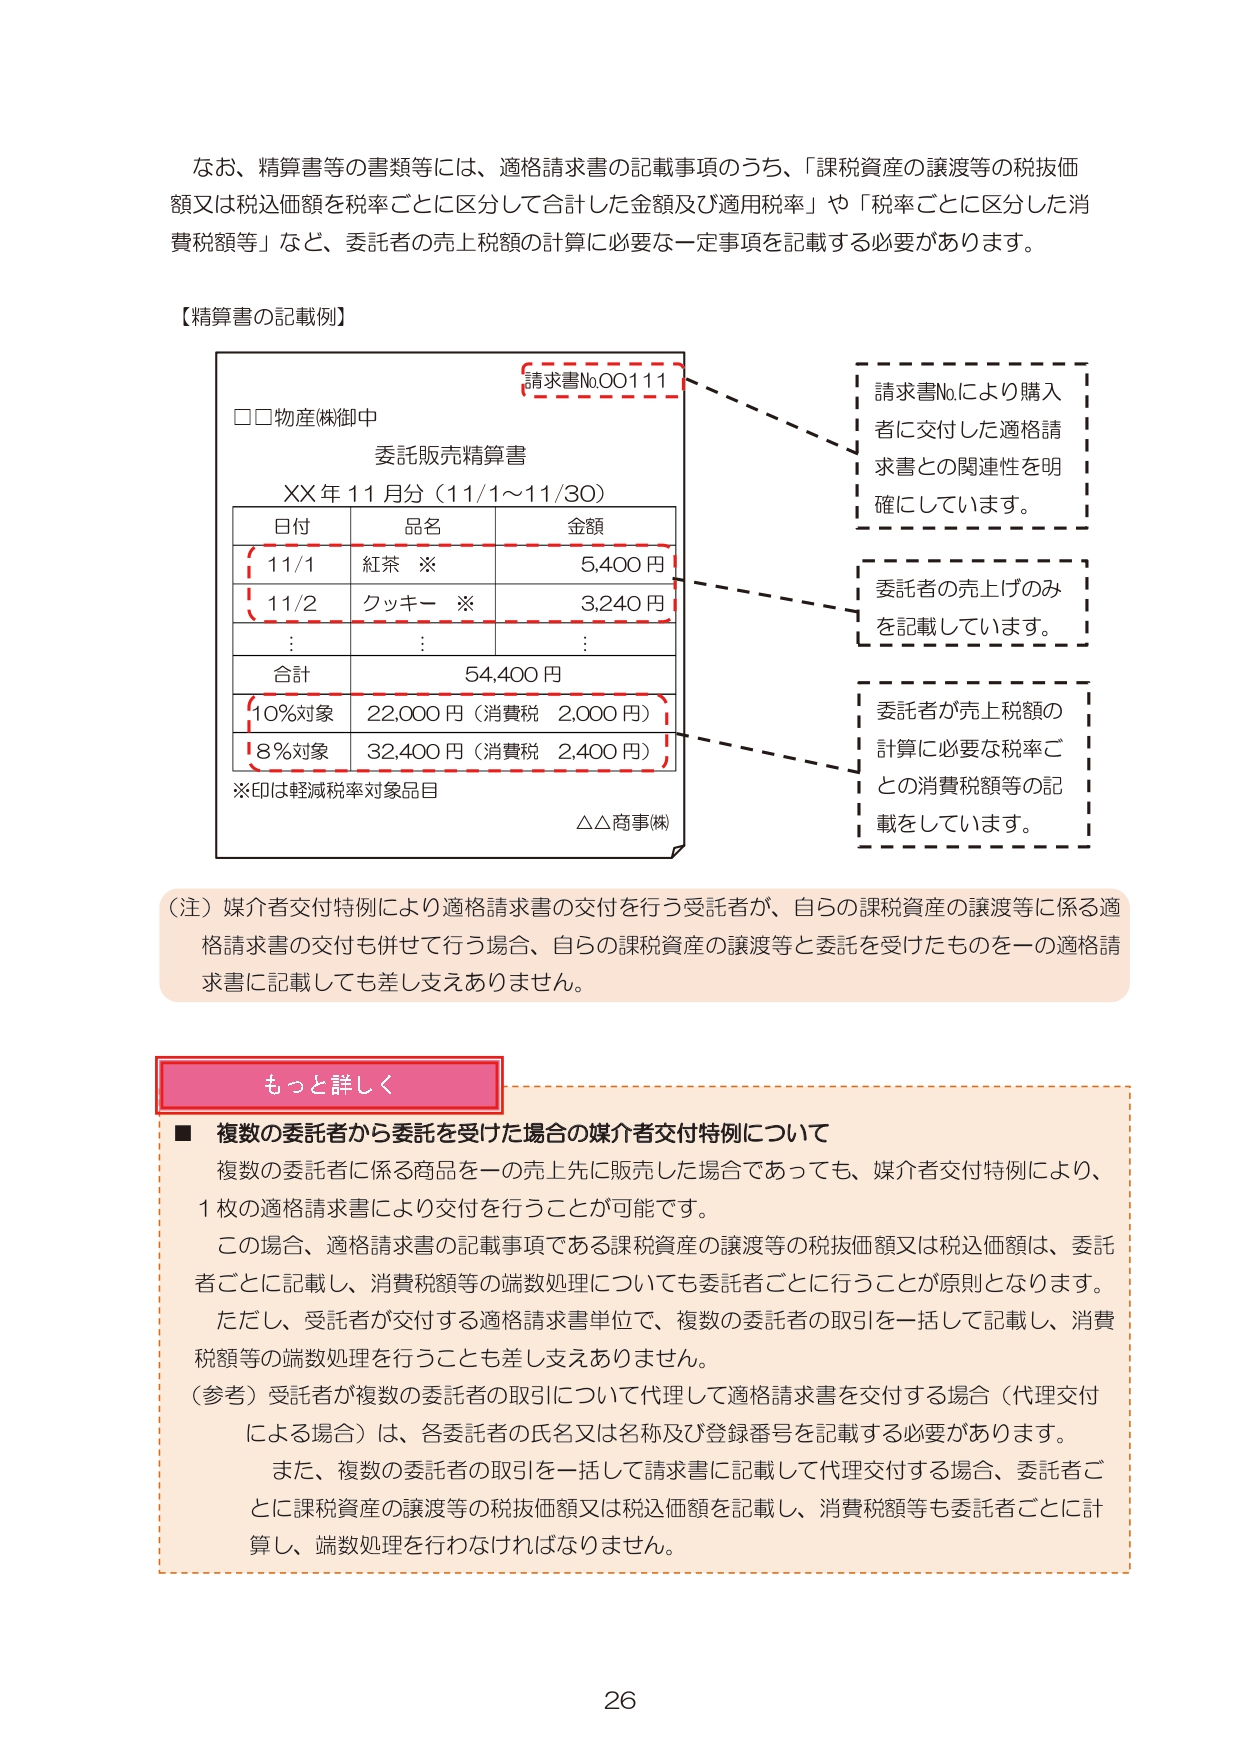 なお、精算書等の書類等には、適格請求書の記載事項のうち、「課税資産の譲渡等の税抜価
額又は税込価額を税率ごとに区分して合計した金額及び適用税率」や「税率ごとに区分した消
費税額等」など、委託者の売上税額の計算に必要な一定事項を記載する必要があります。
【精算書の記載例】
請求書№00111
□□物産㈱御中
委託販売精算書
XX年11月分（11/1～11/30）
日付 品名 金額
11/1 紅茶 ※ 5,400円
11/2 クッキー ※ 3,240円
： ： ：
合計 54,400円
10%対象 22,000円（消費税 2,000円）
8%対象 32,400円（消費税 2,400円）
※印は軽減税率対象品目
△△商事㈱
請求書№により購入
者に交付した適格請
求書との関連性を明
確にしています。
委託者の売上げのみ
を記載しています。
委託者が売上税額の
計算に必要な税率ご
との消費税額等の記
載をしています。
（注）媒介者交付特例により適格請求書の交付を行う受託者が、自らの課税資産の譲渡等に係る適
格請求書の交付も併せて行う場合、自らの課税資産の譲渡等と委託を受けたものを一の適格請
求書に記載しても差し支えありません。
もっと詳しく
■ 複数の委託者から委託を受けた場合の媒介者交付特例について
複数の委託者に係る商品を一の売上先に販売した場合であっても、媒介者交付特例により、
1枚の適格請求書により交付を行うことが可能です。
この場合、適格請求書の記載事項である課税資産の譲渡等の税抜価額又は税込価額は、委託
者ごとに記載し、消費税額等の端数処理についても委託者ごとに行うことが原則となります。
ただし、受託者が交付する適格請求書単位で、複数の委託者の取引を一括して記載し、消費
税額等の端数処理を行うことも差し支えありません。
（参考）受託者が複数の委託者の取引について代理して適格請求書を交付する場合（代理交付
による場合）は、各委託者の氏名又は名称及び登録番号を記載する必要があります。
また、複数の委託者の取引を一括して請求書に記載して代理交付する場合、委託者ご
とに課税資産の譲渡等の税抜価額又は税込価額を記載し、消費税額等も委託者ごとに計
算し、端数処理を行わなければなりません。
26